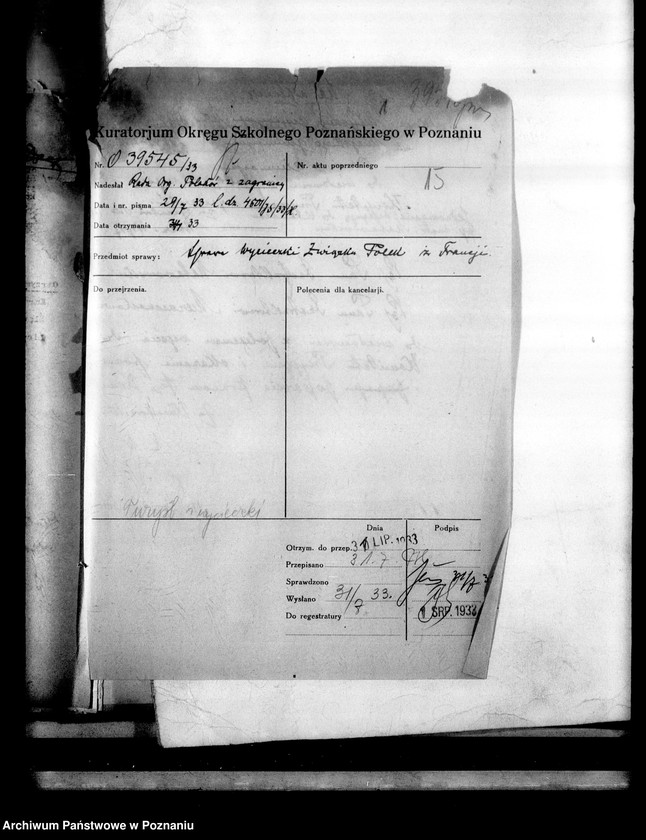 Kuratorjum Okręgu Szkolnego Poznańskiego w Poznaniu
Nr. O 39545/33
Nr. aktu poprzedniego
15
Nadesłał Rada Org. Polaków z zagranicy
Data i nr. pisma 29/7 33 l. dz.
Data otrzymania 33
Przedmiot sprawy: Sprawa wycieczki Związku Polek z Francji.
Do przejrzenia.
Polecenia dla kancelarji.
Dnia
Podpis
Otrzym. do przep. 31 LIP. 1933
Przepisano 31.7.
Sprawdzono
Wysłano 31/7 33.
Do regestratury
1 SRP. 1933
Archiwum Państwowe w Poznaniu